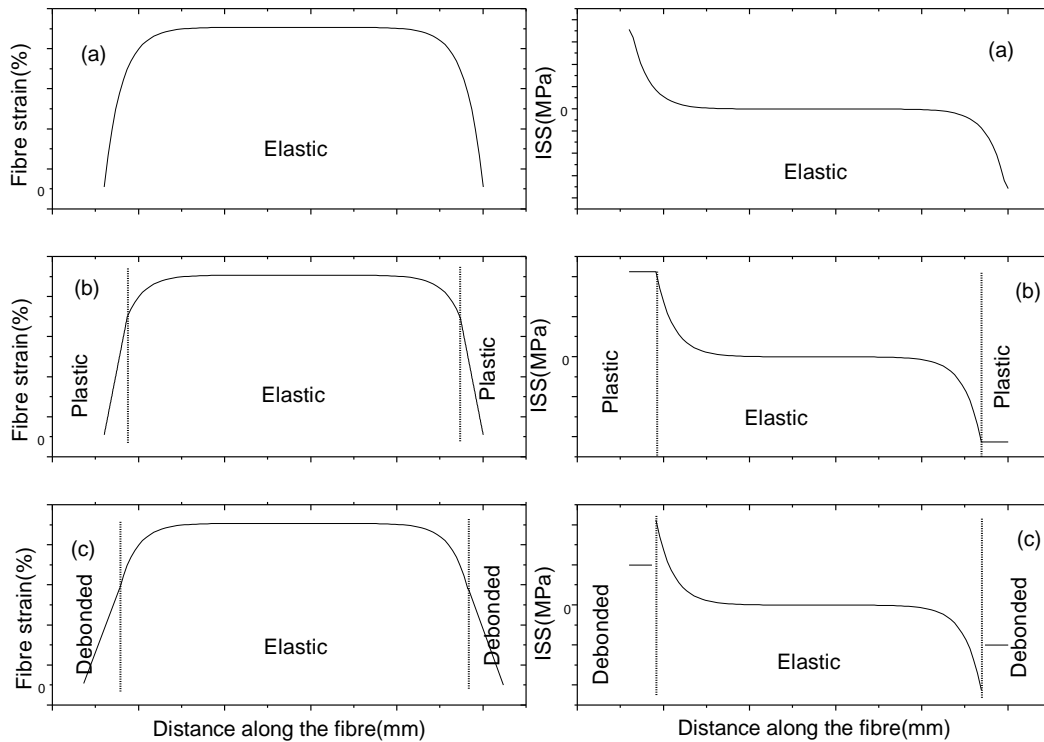 Fibre strain(%)
(a)
Elastic
0
ISS(MPa)
(a)
0
Elastic
Fibre strain(%)
(b)
Plastic
Elastic
Plastic
0
ISS(MPa)
(b)
0
Plastic
Elastic
Plastic
Fibre strain(%)
(c)
Debonded
Elastic
Debonded
0
Distance along the fibre(mm)
ISS(MPa)
(c)
0
Debonded
Elastic
Debonded
Distance along the fibre(mm)